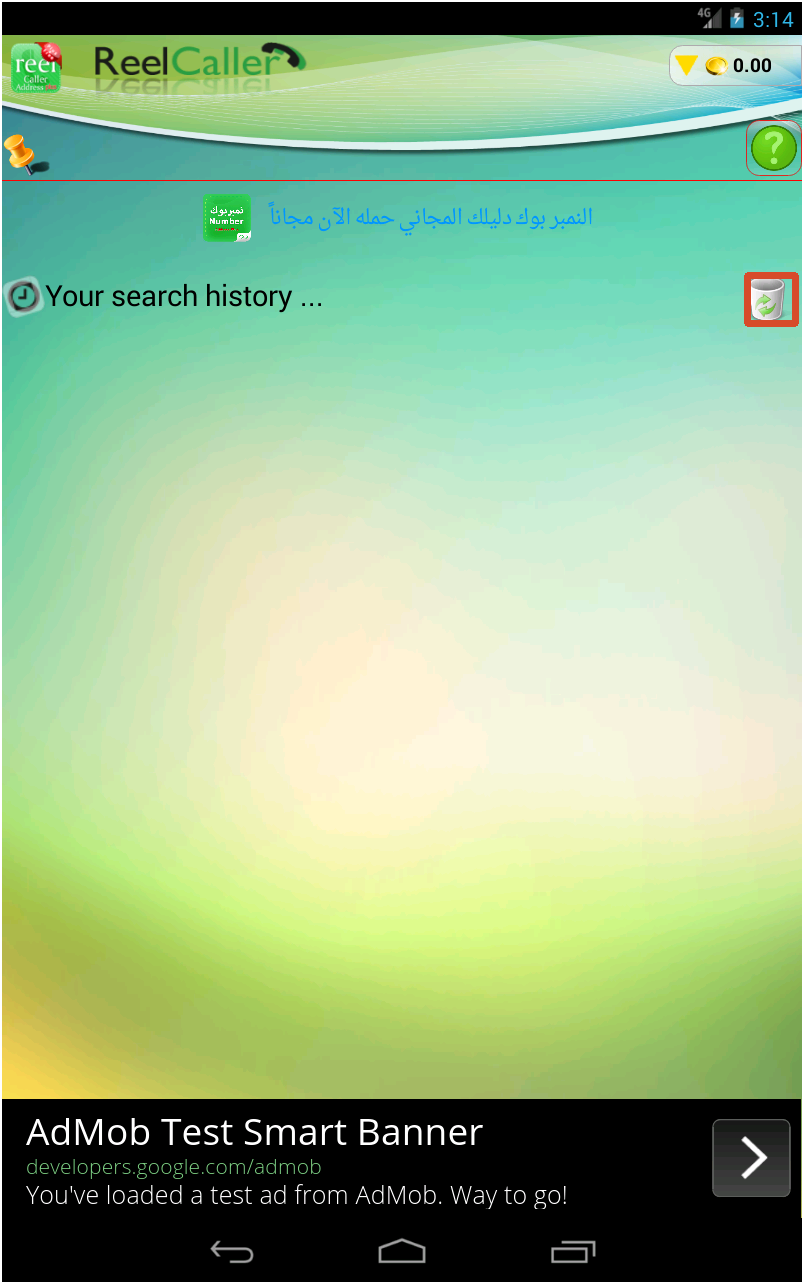 4G 3:14
reel
Caller
Address
ReelCaller
0.00
?
نمبربوك
Number
النمبر بوك دليلك المجاني حمله الآن مجاناً
Your search history ...
AdMob Test Smart Banner
developers.google.com/admob
You've loaded a test ad from AdMob. Way to go!